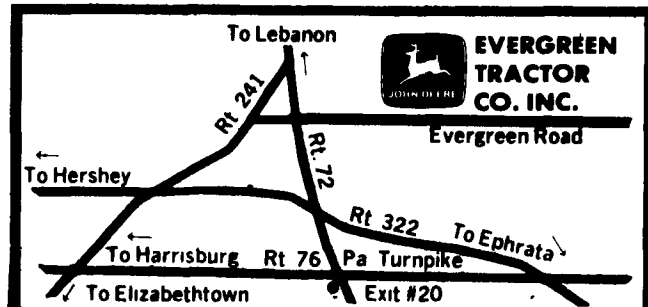 To Lebanon
EVERGREEN
TRACTOR
CO. INC.
JOHN DEERE
Rt 241
Evergreen Road
Rt. 72
To Hershey
Rt 322
To Ephrata
To Harrisburg
Rt 76 Pa Turnpike
To Elizabethtown
Exit #20